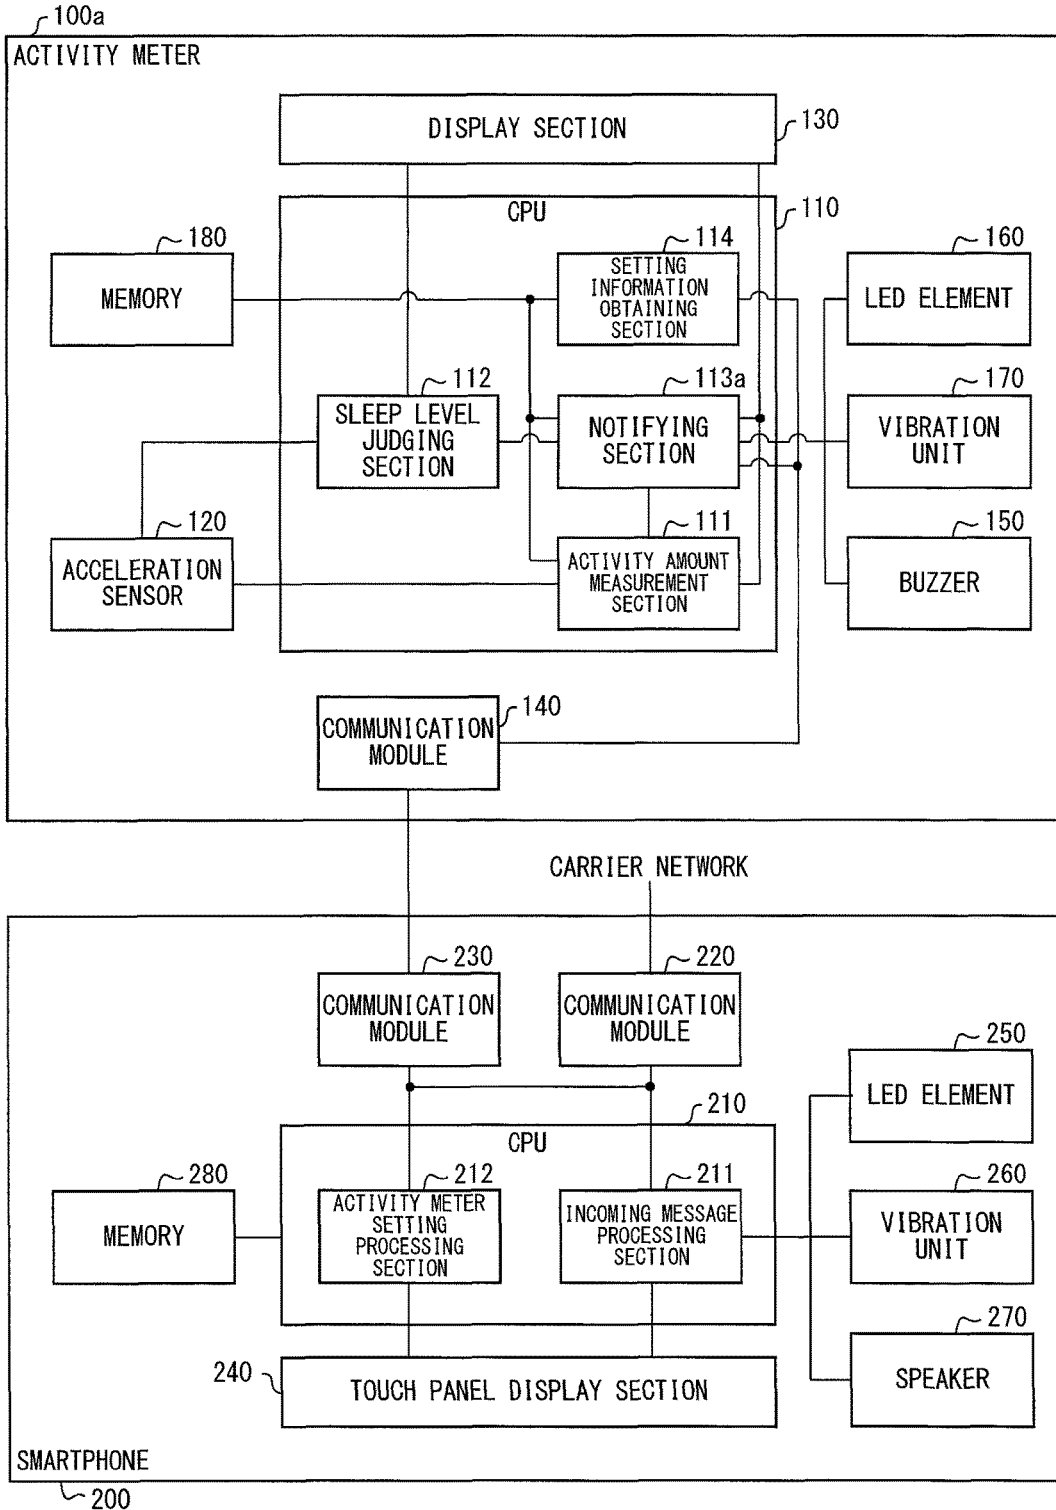 100a
ACTIVITY METER
DISPLAY SECTION
130
CPU
110
180
MEMORY
114
SETTING
INFORMATION
OBTAINING
SECTION
160
LED ELEMENT
112
SLEEP LEVEL
JUDGING
SECTION
113a
NOTIFYING
SECTION
170
VIBRATION
UNIT
120
ACCELERATION
SENSOR
111
ACTIVITY AMOUNT
MEASUREMENT
SECTION
150
BUZZER
140
COMMUNICATION
MODULE
CARRIER NETWORK
230
COMMUNICATION
MODULE
220
COMMUNICATION
MODULE
250
LED ELEMENT
210
CPU
280
MEMORY
212
ACTIVITY METER
SETTING
PROCESSING
SECTION
211
INCOMING MESSAGE
PROCESSING
SECTION
260
VIBRATION
UNIT
240
TOUCH PANEL DISPLAY SECTION
270
SPEAKER
SMARTPHONE
200